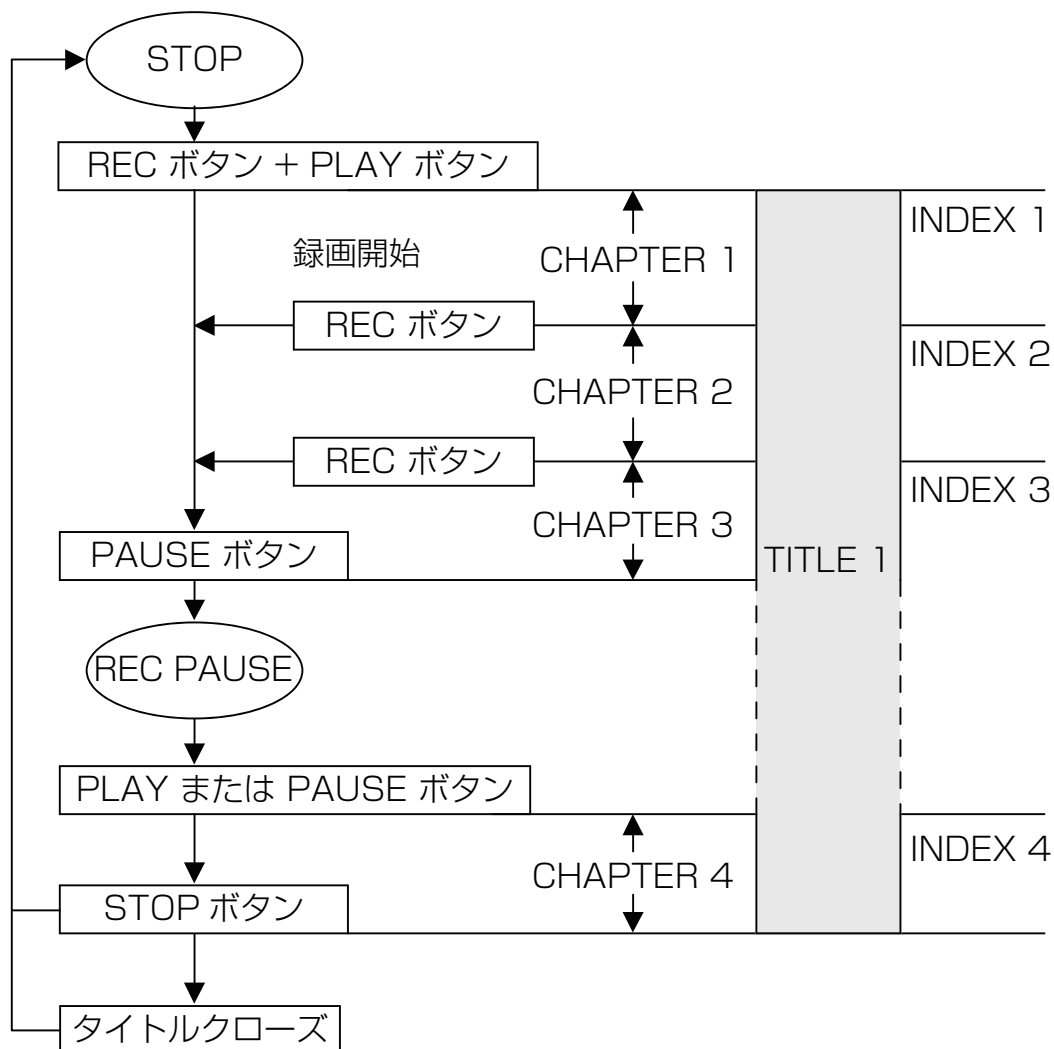 STOP
REC ボタン + PLAY ボタン
INDEX 1
録画開始
CHAPTER 1
REC ボタン
INDEX 2
CHAPTER 2
REC ボタン
INDEX 3
CHAPTER 3
PAUSE ボタン
TITLE 1
REC PAUSE
PLAY または PAUSE ボタン
INDEX 4
CHAPTER 4
STOP ボタン
タイトルクローズ